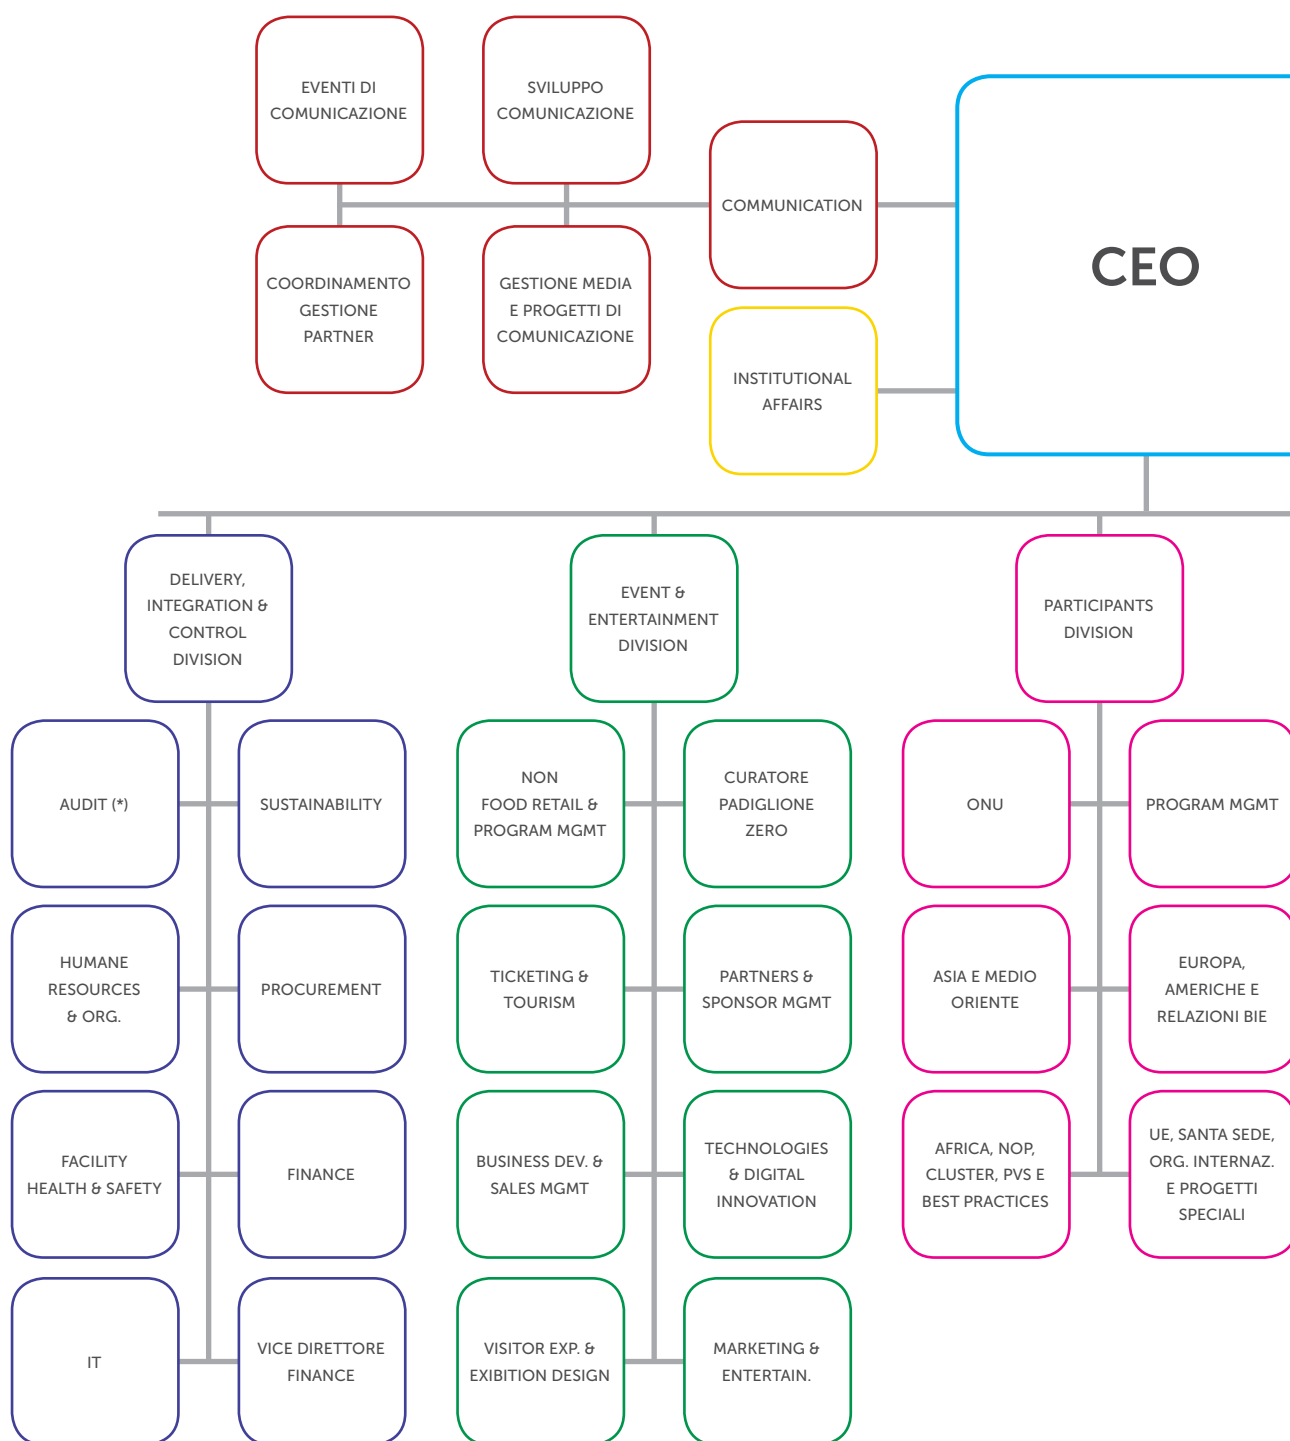 EVENTI DI
COMUNICAZIONE
SVILUPPO
COMUNICAZIONE
COMMUNICATION
CEO
COORDINAMENTO
GESTIONE
PARTNER
GESTIONE MEDIA
E PROGETTI DI
COMUNICAZIONE
INSTITUTIONAL
AFFAIRS
DELIVERY,
INTEGRATION &
CONTROL
DIVISION
EVENT &
ENTERTAINMENT
DIVISION
PARTICIPANTS
DIVISION
AUDIT (*)
SUSTAINABILITY
NON
FOOD RETAIL &
PROGRAM MGMT
CURATORE
PADIGLIONE
ZERO
ONU
PROGRAM MGMT
HUMANE
RESOURCES
& ORG.
PROCUREMENT
TICKETING &
TOURISM
PARTNERS &
SPONSOR MGMT
ASIA E MEDIO
ORIENTE
EUROPA,
AMERICHE E
RELAZIONI BIE
FACILITY
HEALTH & SAFETY
FINANCE
BUSINESS DEV. &
SALES MGMT
TECHNOLOGIES
& DIGITAL
INNOVATION
AFRICA, NOP,
CLUSTER, PVS E
BEST PRACTICES
UE, SANTA SEDE,
ORG. INTERNAZ.
E PROGETTI
SPECIALI
IT
VICE DIRETTORE
FINANCE
VISITOR EXP. &
EXIBITION DESIGN
MARKETING &
ENTERTAIN.